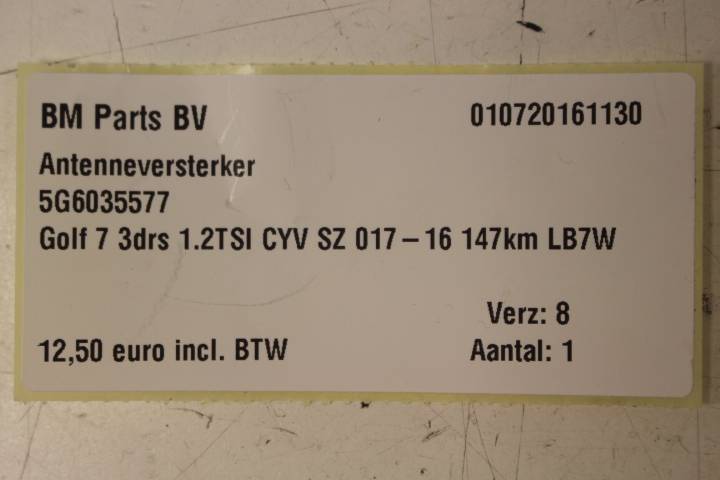 BM Parts BV 010720161130
Antenneversterker
5G6035577
Golf 7 3drs 1.2TSI CYV SZ 017 – 16 147km LB7W
Verz: 8
12,50 euro incl. BTW Aantal: 1